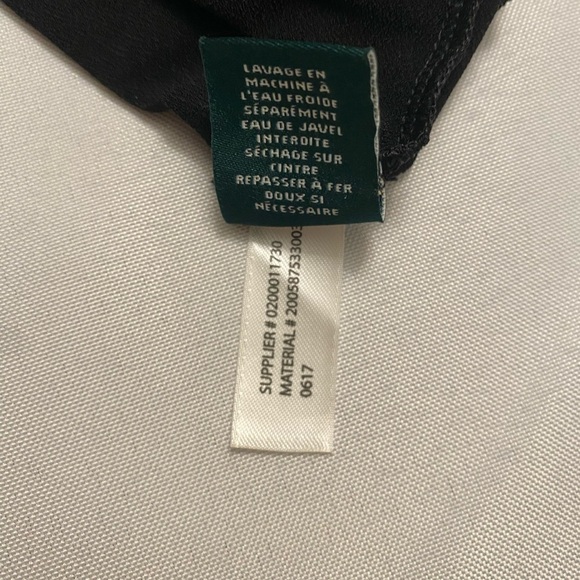 LAVAGE EN
MACHINE À
L'EAU FROIDE
SÉPARÉMENT
EAU DE JAVEL
INTERDITE
SÉCHAGE SUR
CINTRE
REPASSER À FER
DOUX SI
NÉCESSAIRE
SUPPLIER # 0200011730
MATERIAL # 200587533003
0617